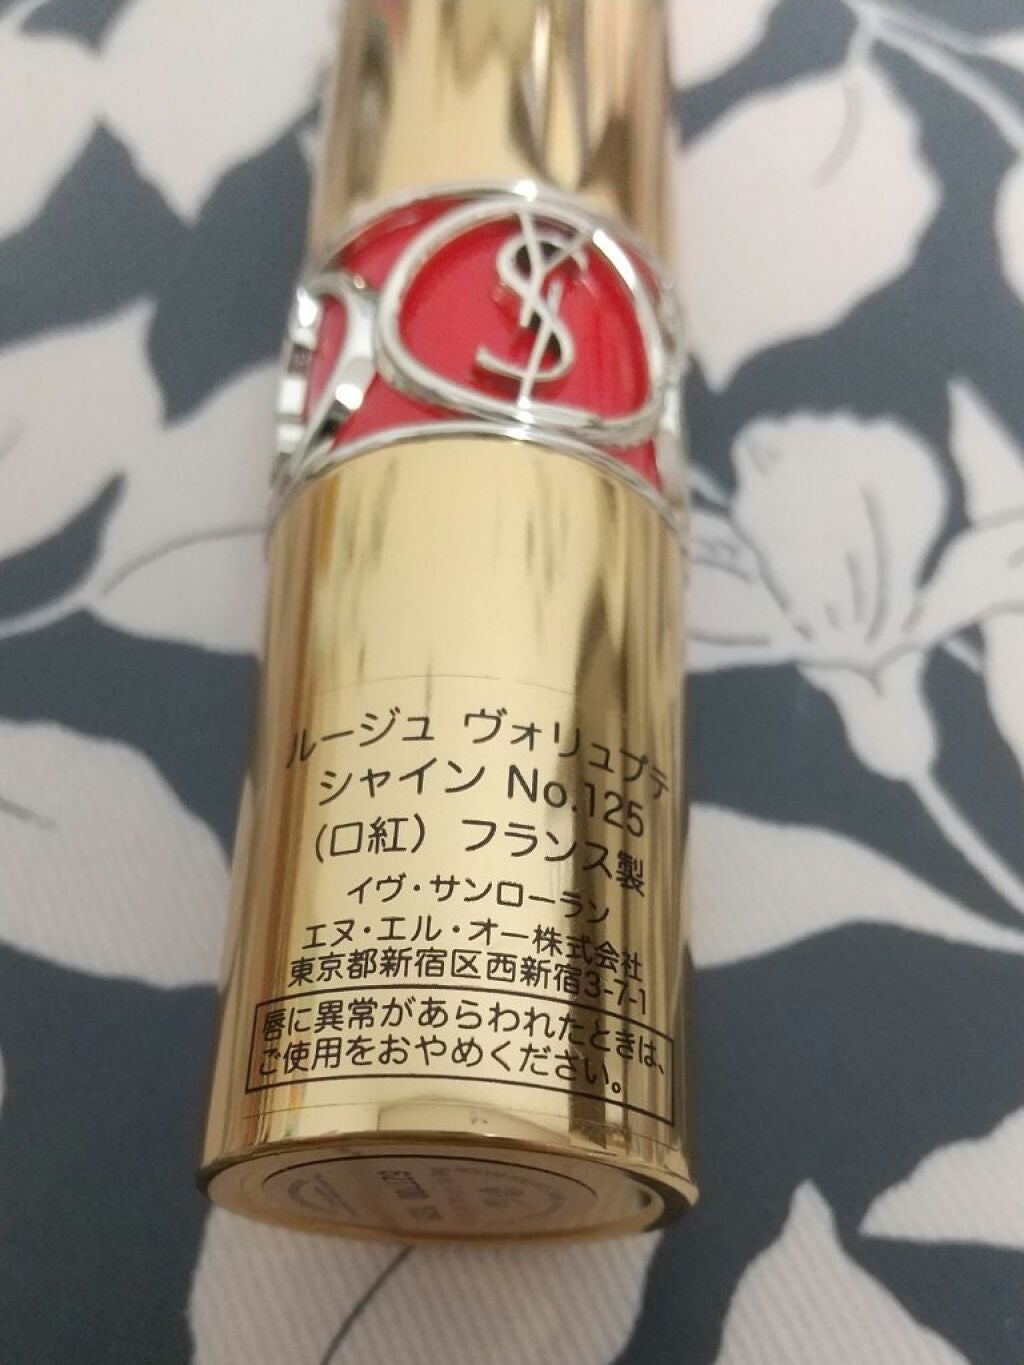 YSL
ルージュ ヴォリュプテ
シャイン No.125
(口紅) フランス製
イヴ・サンローラン
エヌ・エル・オー株式会社
東京都新宿区西新宿3-7-1
唇に異常があらわれたときは、
ご使用をおやめください。